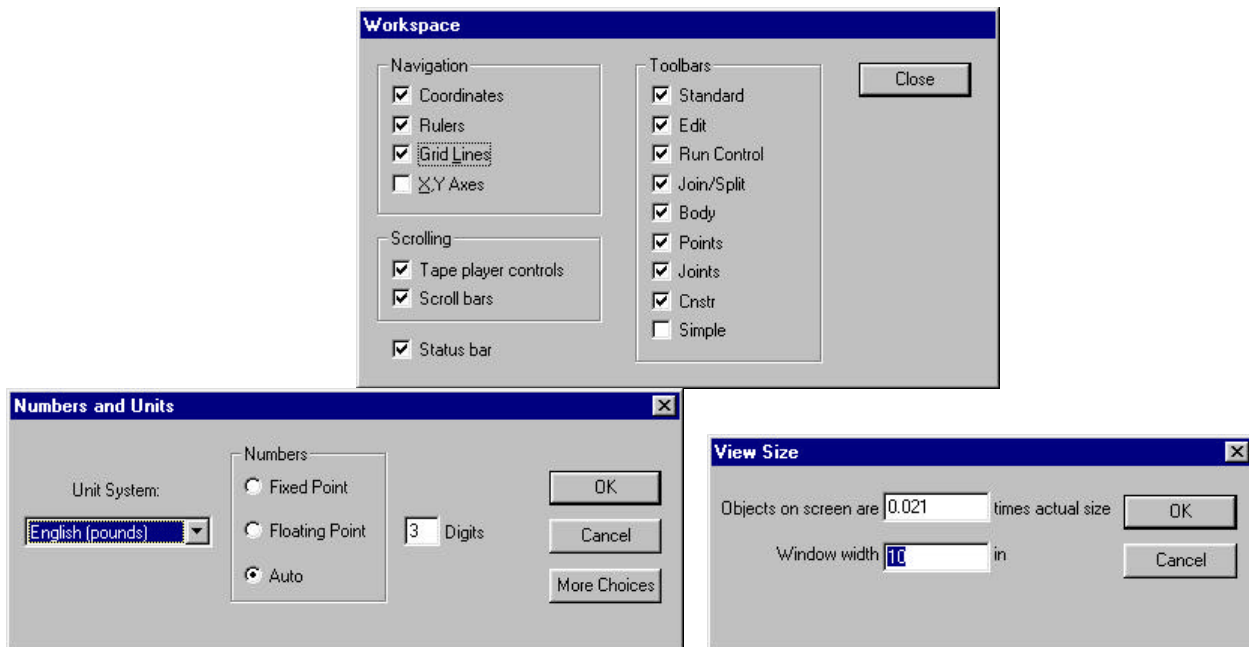 Workspace
Navigation
Coordinates
Rulers
Grid Lines
X,Y Axes
Scrolling
Tape player controls
Scroll bars
Status bar
Toolbars
Standard
Edit
Run Control
Join/Split
Body
Points
Joints
Cnstr
Simple
Close
Numbers and Units
Unit System:
English (pounds)
Numbers
Fixed Point
Floating Point
Auto
3 Digits
OK
Cancel
More Choices
View Size
Objects on screen are 0.021 times actual size
Window width 10 in
OK
Cancel